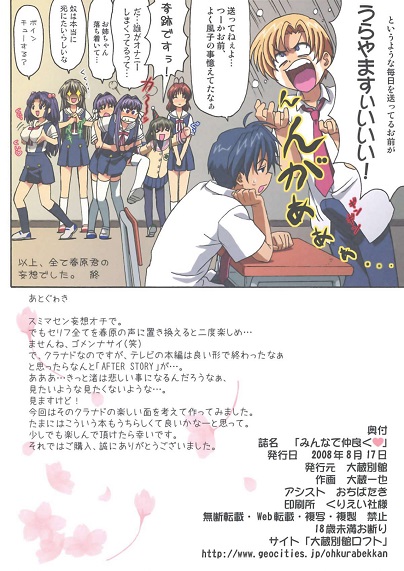 というような毎日を送ってるお前が
うらやますぃいいいい!
んんがぁぁぁ…
送ってねぇよ…
つーかお前、
よく風子の事憶えてたな…
奇跡ですぅ!
だ…誰がオナニー
しまくってるって…
お姉ちゃん
落ち着いて…
奴は本当に
死にたいらしいな
ボイン
キューする?
以上、全て春原君の
妄想でした。 終
あとぐわき
スミマセン妄想オチで。
でもセリフ全てを春原の声に置き換えると二度楽しめ…
ませんね、ゴメンナサイ(笑)
で、クラナドなのですが、テレビの本編は良い形で終わったなぁ
と思ったらなんと「AFTER STORY」が…。
あああ…きっと渚は悲しい事になるんだろうなぁ、
見たいような見たくないような…。
見ますけど!
今回はそのクラナドの楽しい面を考えて作ってみました。
たまにはこういう本もうちらしくて良いかなーと思って。
少しでも楽しんで頂けたら幸いです。
それではご購入、誠にありがとうございました。
奥付
誌名 「みんなで仲良く♥」
発行日 2008年8月17日
発行元 大蔵別館
作画 大蔵一也
アシスト おちばたき
印刷所 くりえい社様
無断転載・Web転載・複写・複製 禁止
18歳未満お断り
サイト「大蔵別館ロフト」
http://www.geocities.jp/ohkurabekkan